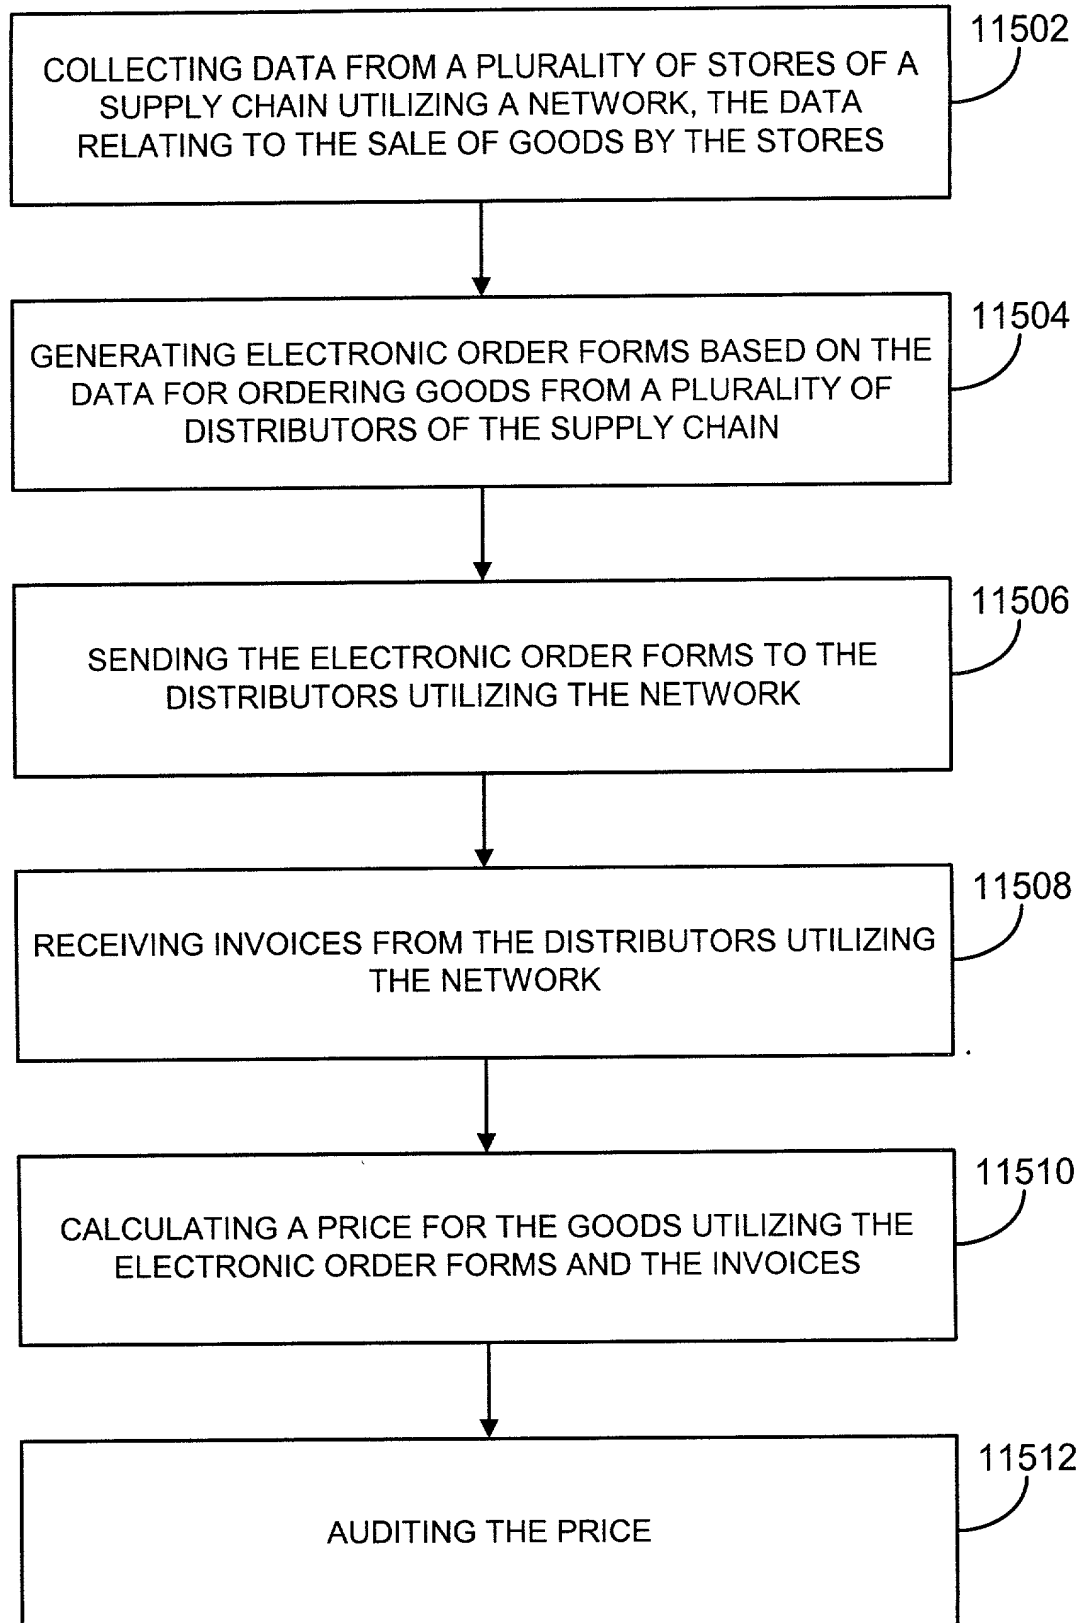 11502
COLLECTING DATA FROM A PLURALITY OF STORES OF A
SUPPLY CHAIN UTILIZING A NETWORK, THE DATA
RELATING TO THE SALE OF GOODS BY THE STORES
11504
GENERATING ELECTRONIC ORDER FORMS BASED ON THE
DATA FOR ORDERING GOODS FROM A PLURALITY OF
DISTRIBUTORS OF THE SUPPLY CHAIN
11506
SENDING THE ELECTRONIC ORDER FORMS TO THE
DISTRIBUTORS UTILIZING THE NETWORK
11508
RECEIVING INVOICES FROM THE DISTRIBUTORS UTILIZING
THE NETWORK
11510
CALCULATING A PRICE FOR THE GOODS UTILIZING THE
ELECTRONIC ORDER FORMS AND THE INVOICES
11512
AUDITING THE PRICE